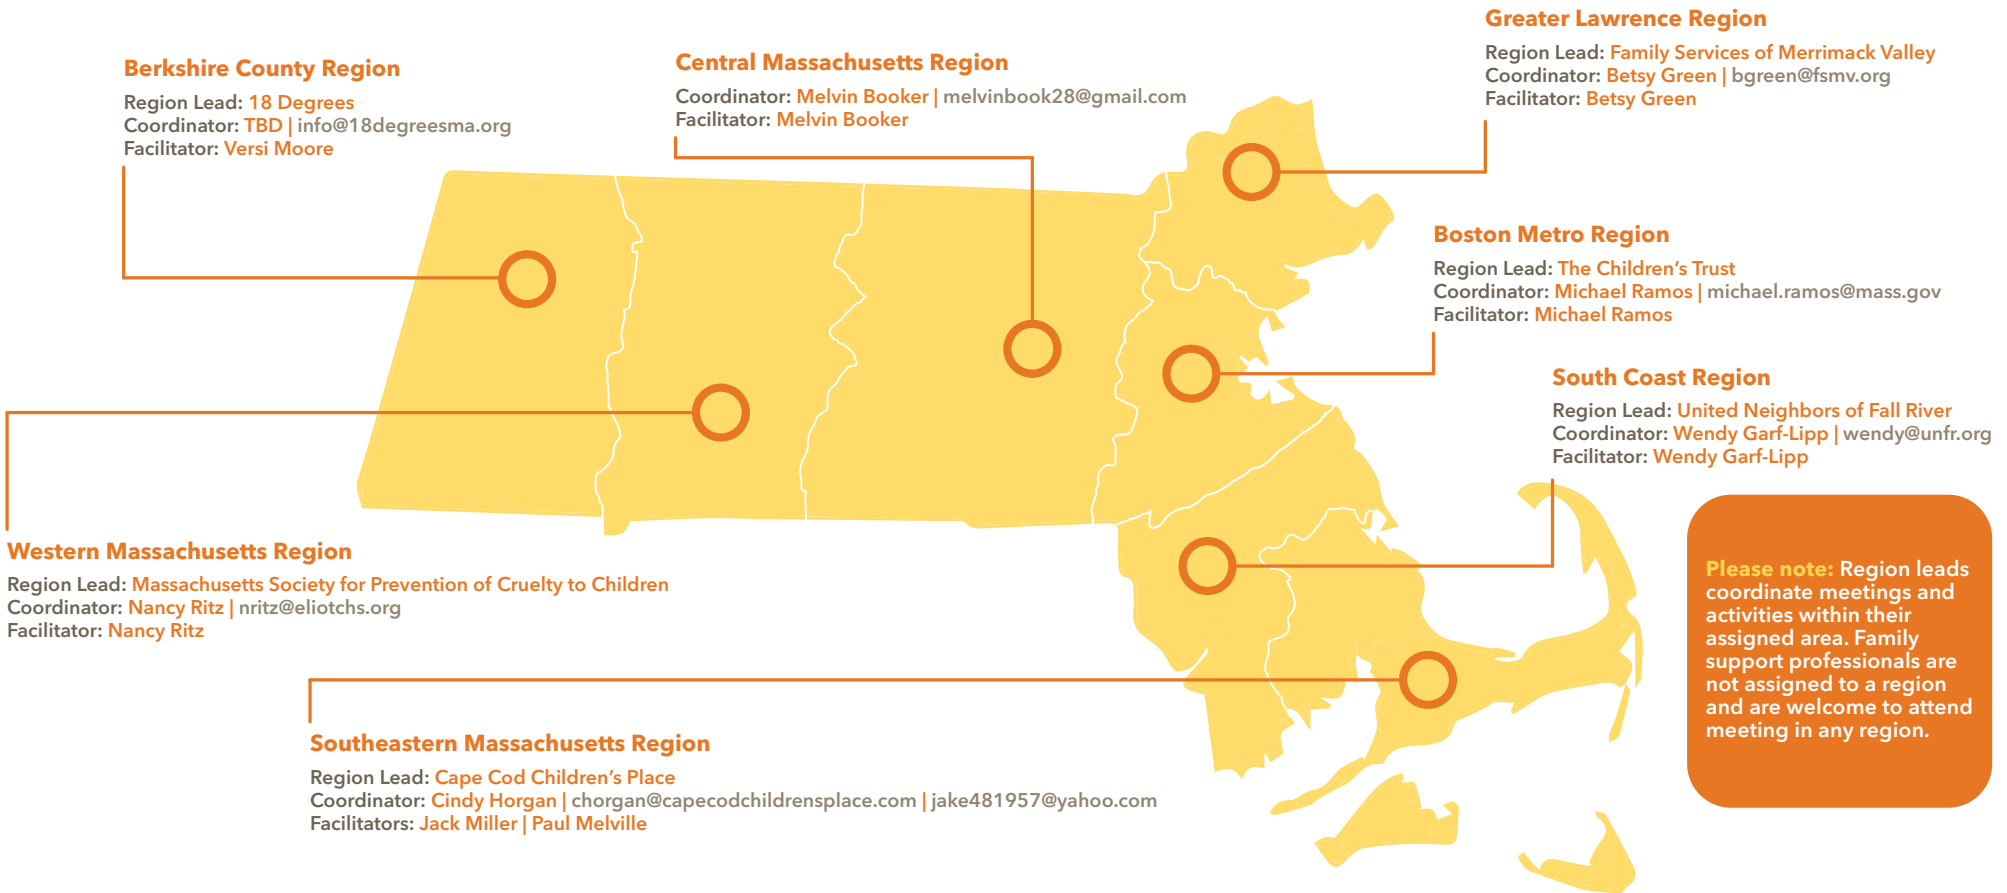 Greater Lawrence Region
Region Lead: Family Services of Merrimack Valley
Coordinator: Betsy Green | bgreen@fsmv.org
Facilitator: Betsy Green
Berkshire County Region
Region Lead: 18 Degrees
Coordinator: TBD | info@18degreesma.org
Facilitator: Versi Moore
Central Massachusetts Region
Coordinator: Melvin Booker | melvinbook28@gmail.com
Facilitator: Melvin Booker
Boston Metro Region
Region Lead: The Children's Trust
Coordinator: Michael Ramos | michael.ramos@mass.gov
Facilitator: Michael Ramos
South Coast Region
Region Lead: United Neighbors of Fall River
Coordinator: Wendy Garf-Lipp | wendy@unfr.org
Facilitator: Wendy Garf-Lipp
Western Massachusetts Region
Region Lead: Massachusetts Society for Prevention of Cruelty to Children
Coordinator: Nancy Ritz | nritz@eliotchs.org
Facilitator: Nancy Ritz
Please note: Region leads
coordinate meetings and
activities within their
assigned area. Family
support professionals are
not assigned to a region
and are welcome to attend
meeting in any region.
Southeastern Massachusetts Region
Region Lead: Cape Cod Children's Place
Coordinator: Cindy Horgan | chorgan@capecodchildrensplace.com | jake481957@yahoo.com
Facilitators: Jack Miller | Paul Melville